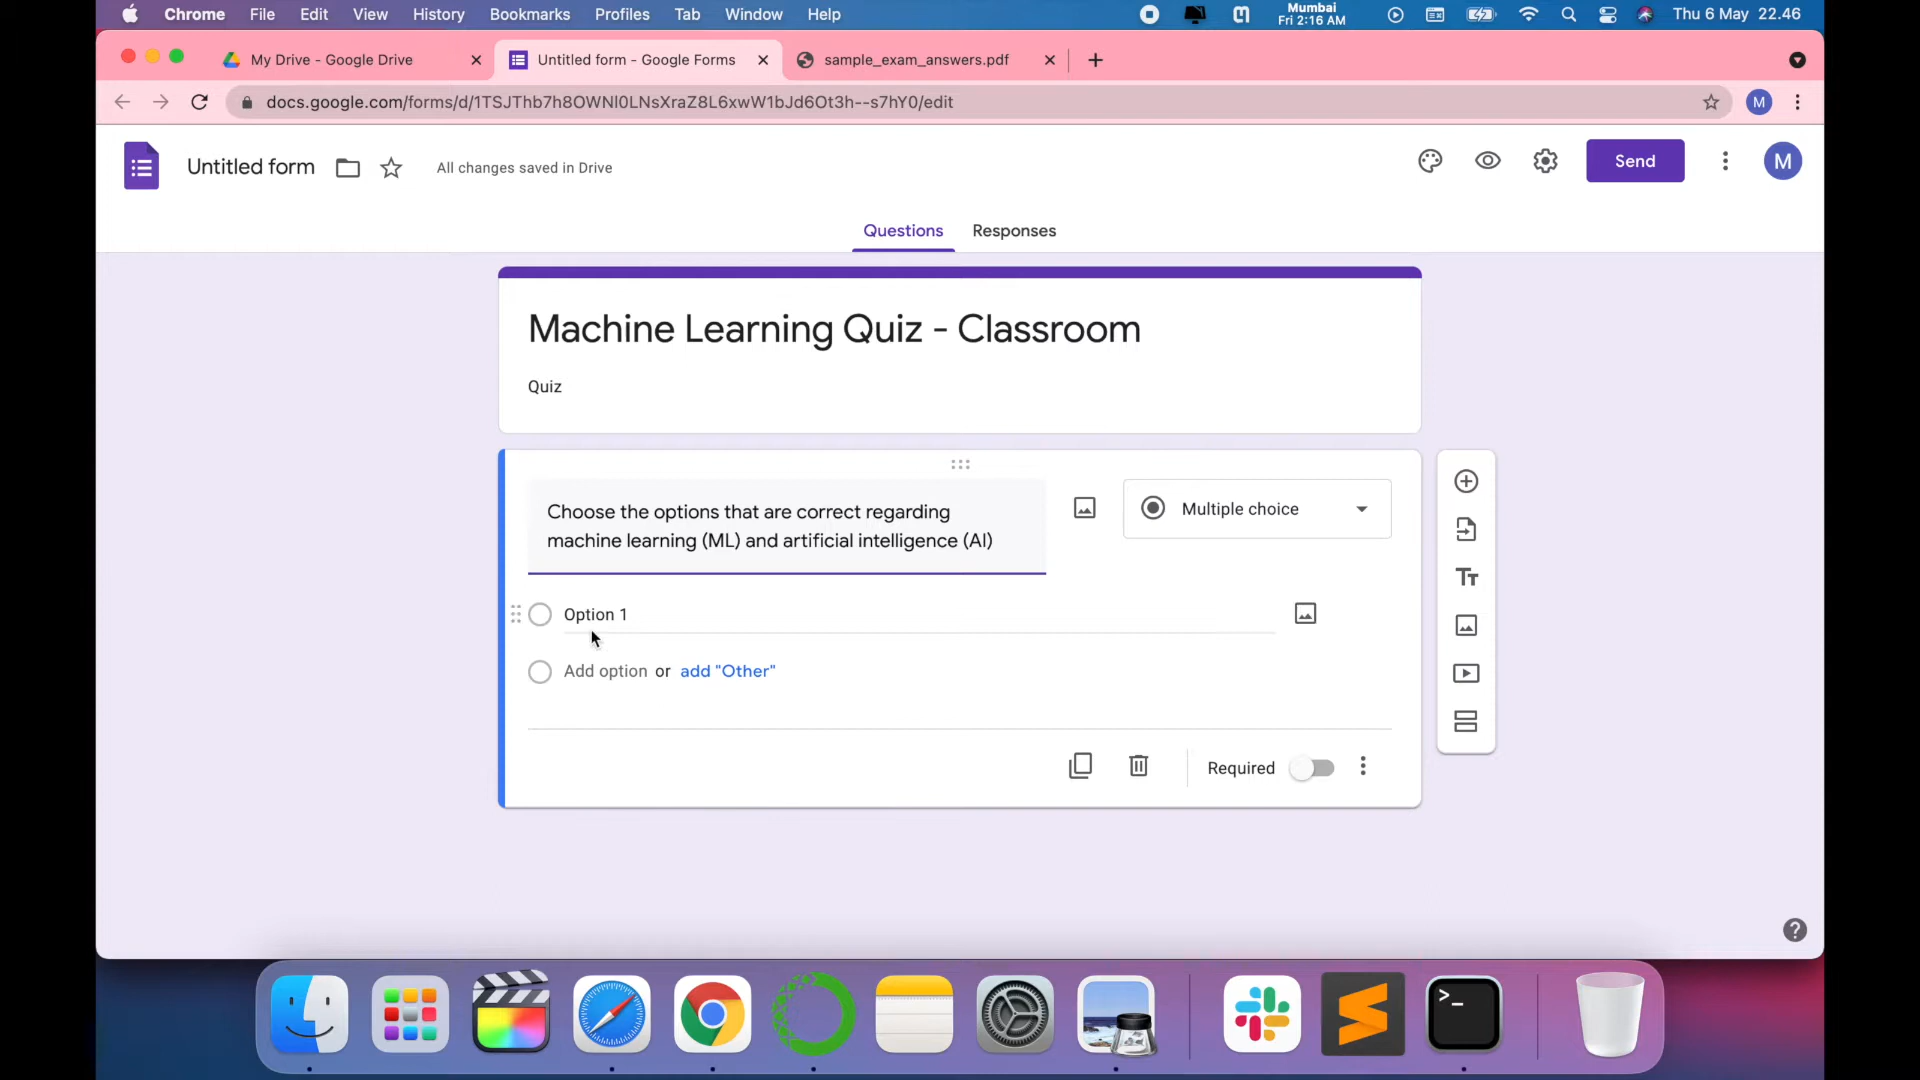 Chrome File Edit View History Bookmarks Profiles Tab Window Help Mumbai Fri 2:16 AM Thu 6 May 22.46
My Drive - Google Drive Untitled form - Google Forms sample_exam_answers.pdf
docs.google.com/forms/d/1TSJThb7h8OWNl0LNsXraZ8L6xwW1bJd6Ot3h--s7hY0/edit M
Untitled form All changes saved in Drive Send M
Questions Responses
Machine Learning Quiz - Classroom
Quiz
Choose the options that are correct regarding
machine learning (ML) and artificial intelligence (AI)
Multiple choice
Option 1
Add option or add "Other"
Required